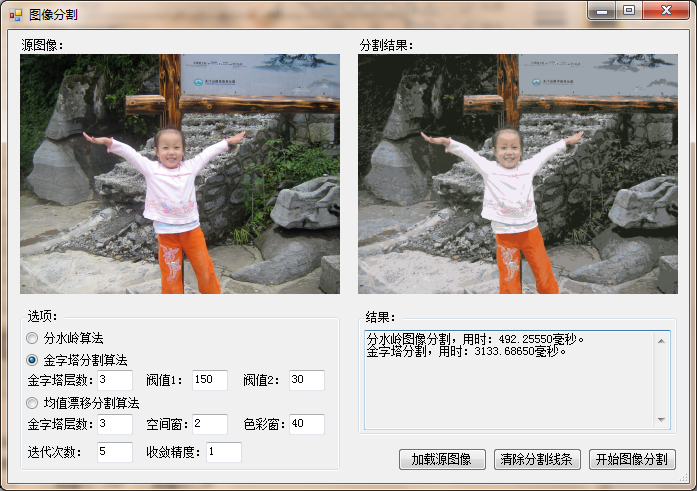 图像分割
源图像：
分割结果：
选项：
分水岭算法
金字塔分割算法
金字塔层数： 3 阀值1： 150 阀值2： 30
均值漂移分割算法
金字塔层数： 3 空间窗： 2 色彩窗： 40
迭代次数： 5 收敛精度： 1
结果：
分水岭图像分割，用时：492.25550毫秒。
金字塔分割，用时：3133.68650毫秒。
加载源图像 清除分割线条 开始图像分割